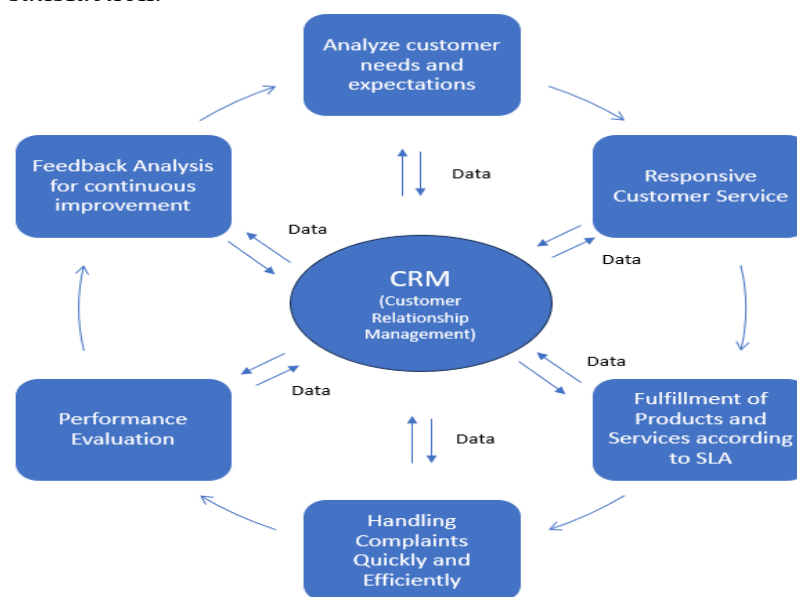 Analyze customer
needs and
expectations
Data
Feedback Analysis
for continuous
improvement
Responsive
Customer Service
Data
Data
CRM
(Customer
Relationship
Management)
Data
Data
Performance
Evaluation
Fulfillment of
Products and
Services according
to SLA
Data
Handling
Complaints
Quickly and
Efficiently